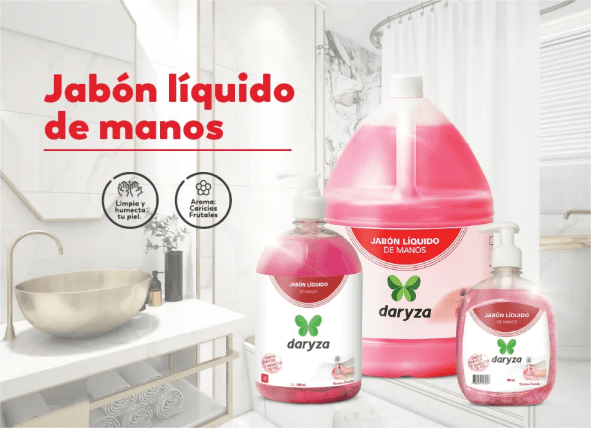 Jabón líquido
de manos
Limpia y
humecta
tu piel.
Aroma:
Caricias
Frutales
JABÓN LÍQUIDO
DE MANOS
daryza
JABÓN LÍQUIDO
DE MANOS
daryza
JABÓN LÍQUIDO
DE MANOS
daryza